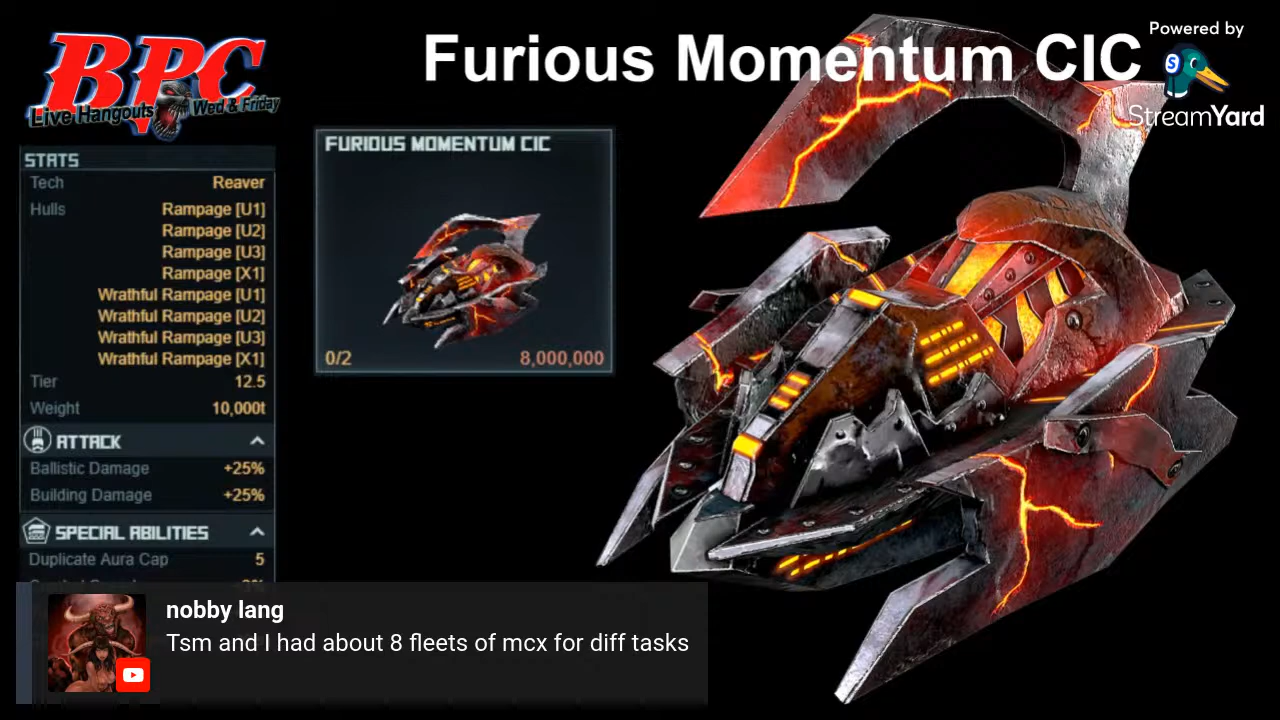 BPC
Live Hangouts Wed & Friday
Furious Momentum CIC
Powered by
S
StreamYard
STATS
Tech Reaver
Hulls Rampage [U1]
Rampage [U2]
Rampage [U3]
Rampage [X1]
Wrathful Rampage [U1]
Wrathful Rampage [U2]
Wrathful Rampage [U3]
Wrathful Rampage [X1]
Tier 12.5
Weight 10,000t
ATTACK
Ballistic Damage +25%
Building Damage +25%
SPECIAL ABILITIES
Duplicate Aura Cap 5
FURIOUS MOMENTUM CIC
0/2 8,000,000
nobby lang
Tsm and I had about 8 fleets of mcx for diff tasks